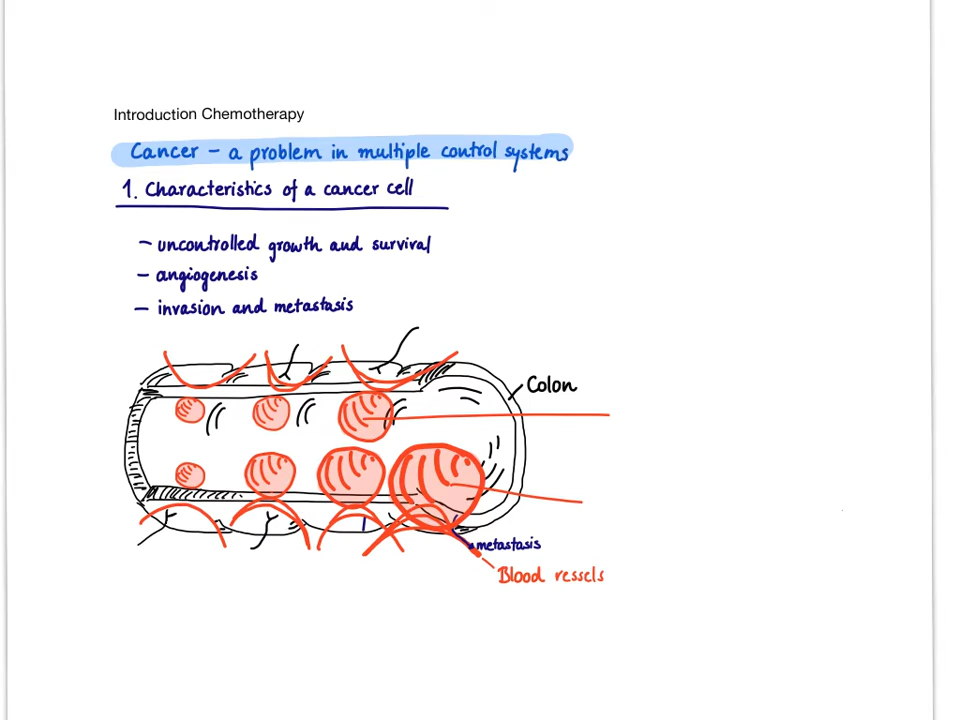 Introduction Chemotherapy
Cancer - a problem in multiple control systems
1. Characteristics of a cancer cell
- uncontrolled growth and survival
- angiogenesis
- invasion and metastasis
Colon
metastasis
Blood vessels